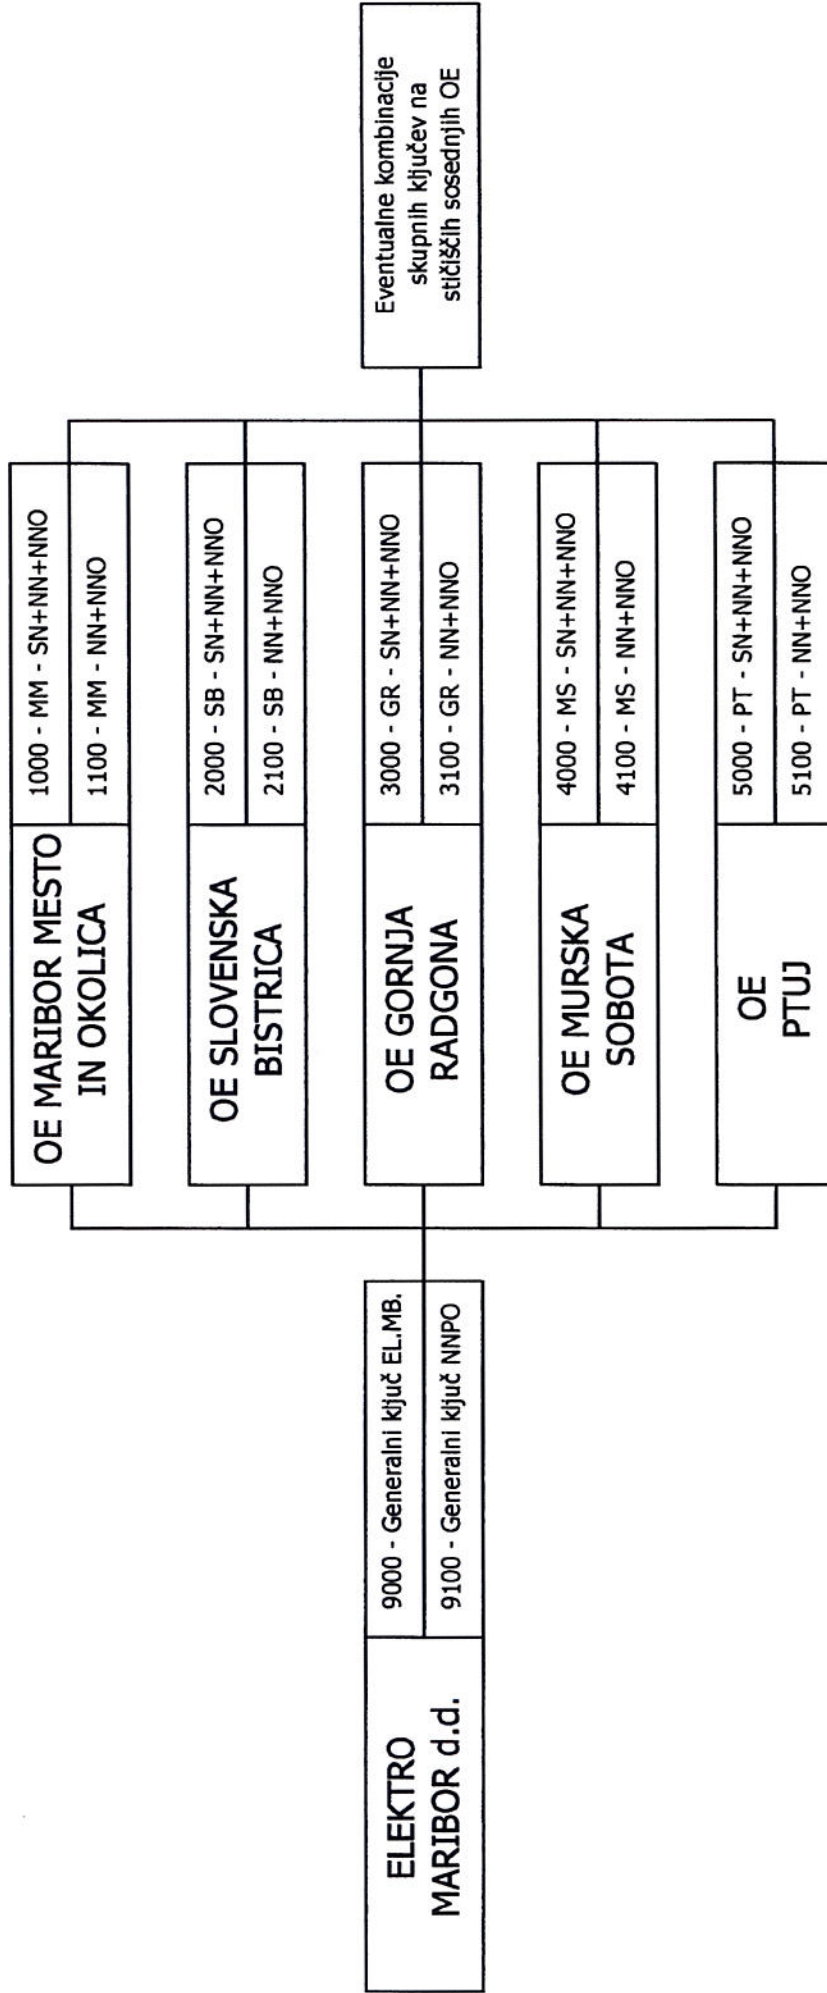 ELEKTRO
MARIBOR d.d.
9000 - Generalni ključ EL.MB.
9100 - Generalni ključ NNPO
OE MARIBOR MESTO
IN OKOLICA
1000 - MM - SN+NN+NNO
1100 - MM - NN+NNO
OE SLOVENSKA
BISTRICA
2000 - SB - SN+NN+NNO
2100 - SB - NN+NNO
OE GORNJA
RADGONA
3000 - GR - SN+NN+NNO
3100 - GR - NN+NNO
OE MURSKA
SOBOTA
4000 - MS - SN+NN+NNO
4100 - MS - NN+NNO
OE
PTUJ
5000 - PT - SN+NN+NNO
5100 - PT - NN+NNO
Eventualne kombinacije
skupnih ključev na
stičiščih sosednjih OE